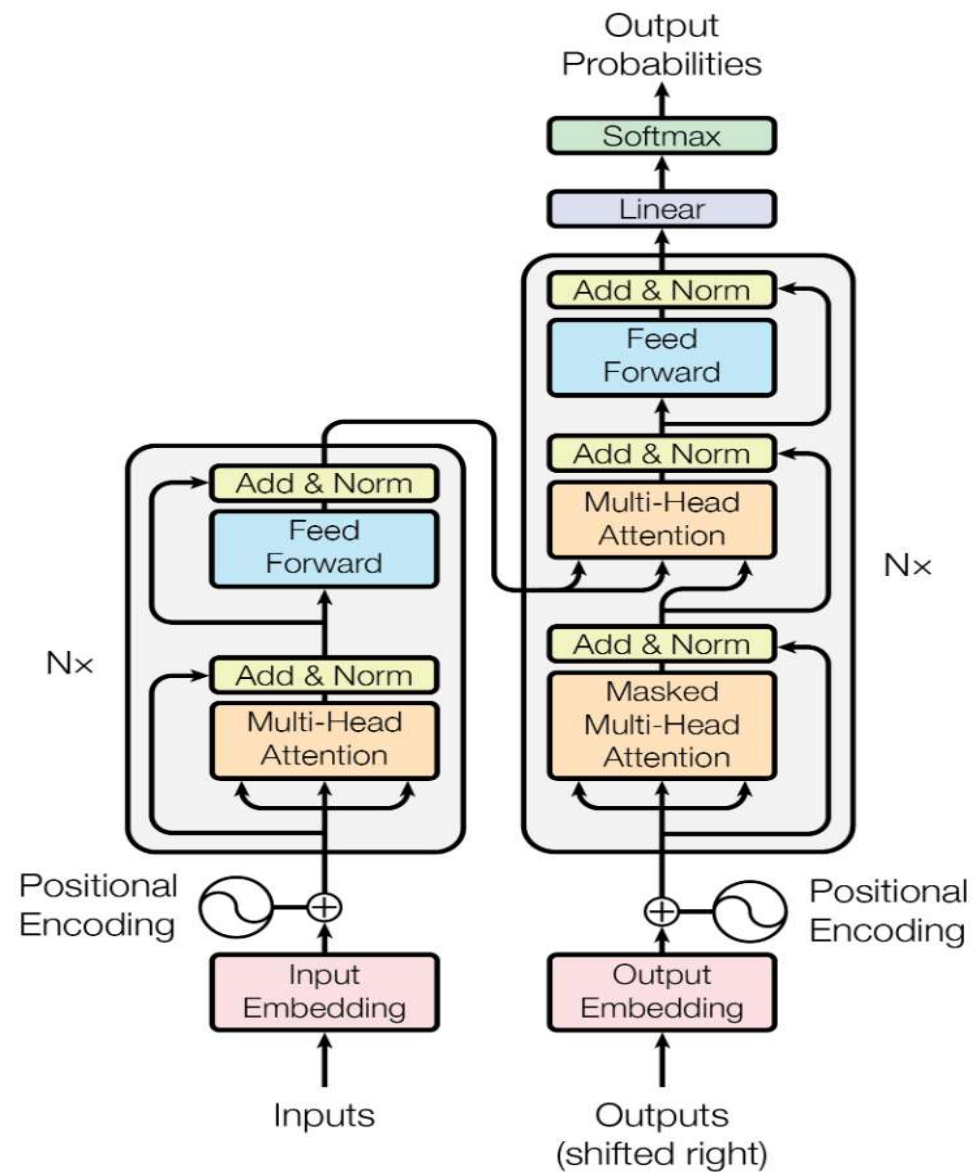 Output
Probabilities
Softmax
Linear
Add & Norm
Feed
Forward
Add & Norm
Multi-Head
Attention
Nx
Add & Norm
Masked
Multi-Head
Attention
Add & Norm
Feed
Forward
Nx
Add & Norm
Multi-Head
Attention
Positional
Encoding
Positional
Encoding
Input
Embedding
Output
Embedding
Inputs
Outputs
(shifted right)